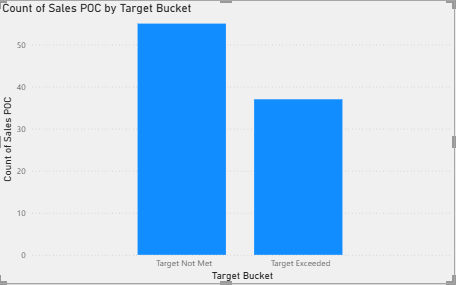 Count of Sales POC by Target Bucket
Count of Sales POC
50
40
30
20
10
0
Target Not Met
Target Exceeded
Target Bucket